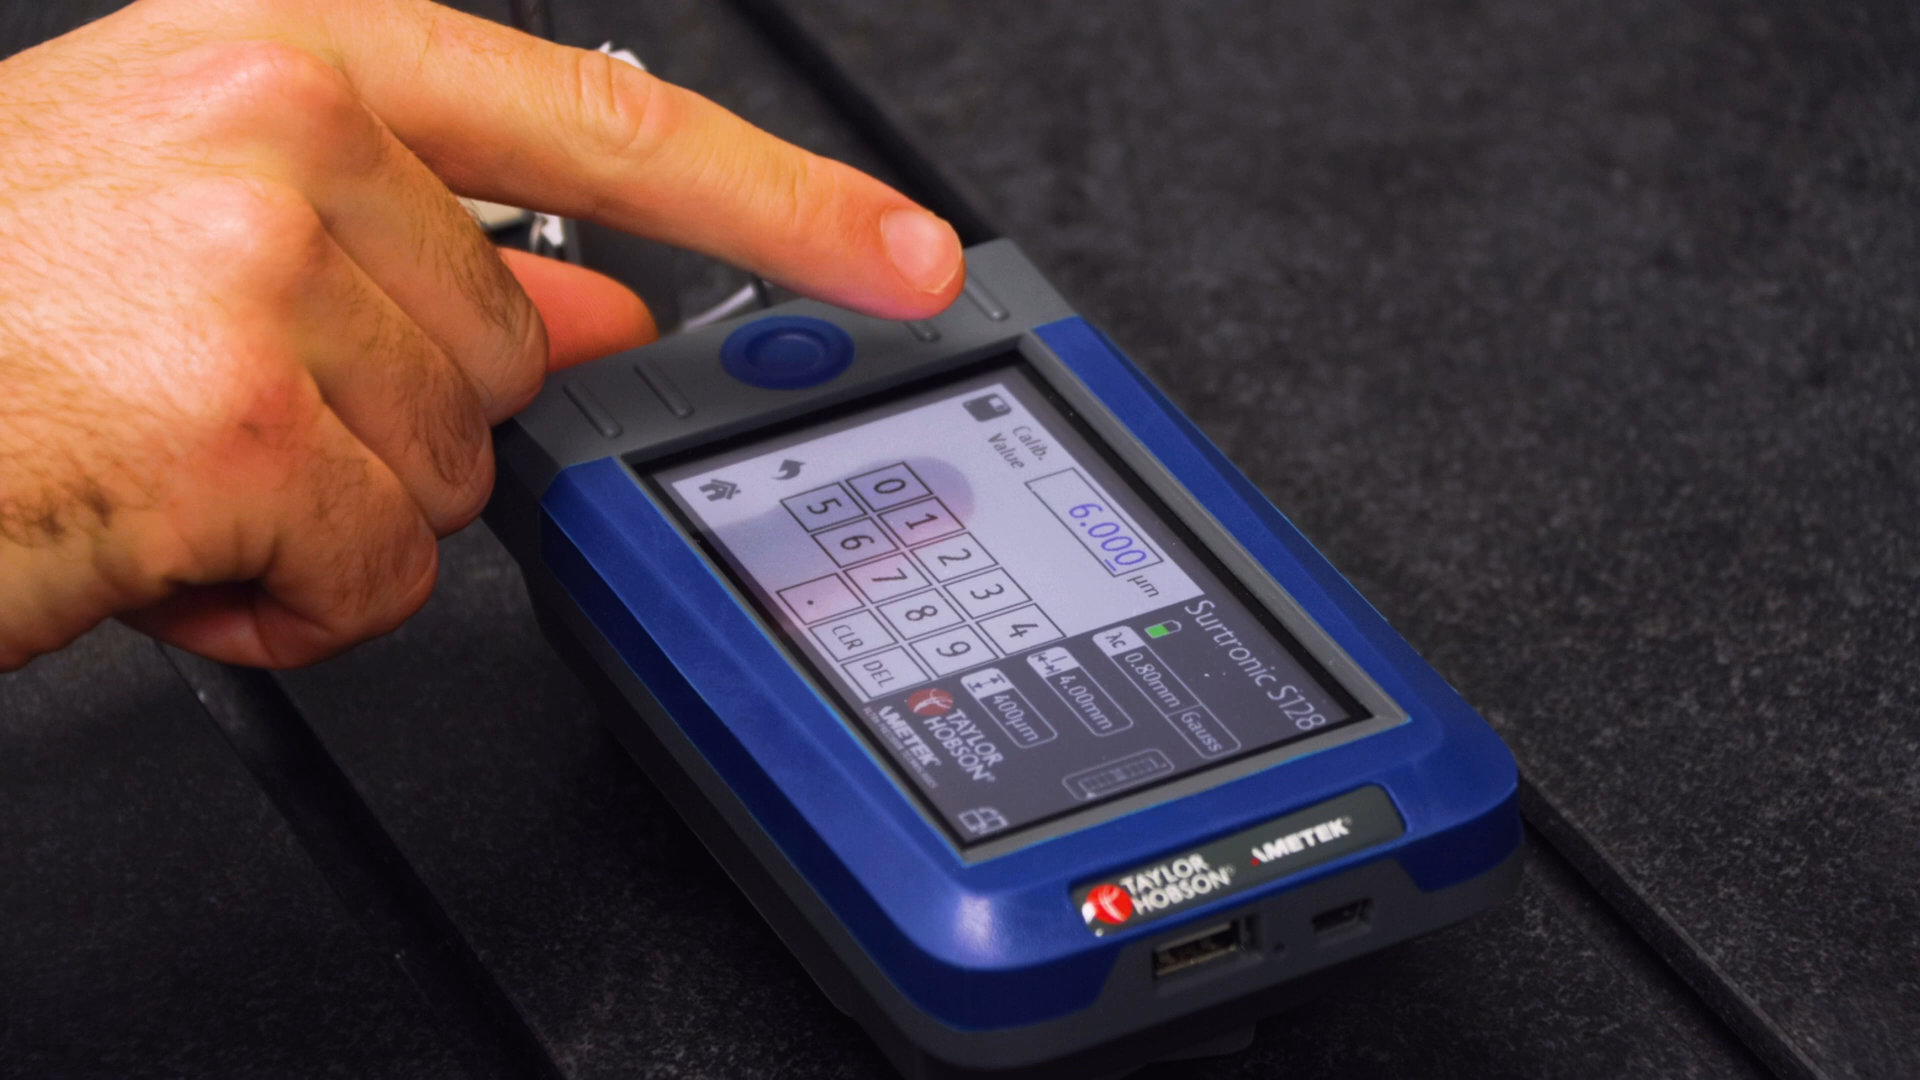 Calib.
Value
6.000 µm
0 1 2 3 4
5 6 7 8 9
. CLR DEL
Surtronic S128
λc 0.80mm Gauss
4.00mm
400µm
TAYLOR
HOBSON
AMETEK
TAYLOR
HOBSON
AMETEK